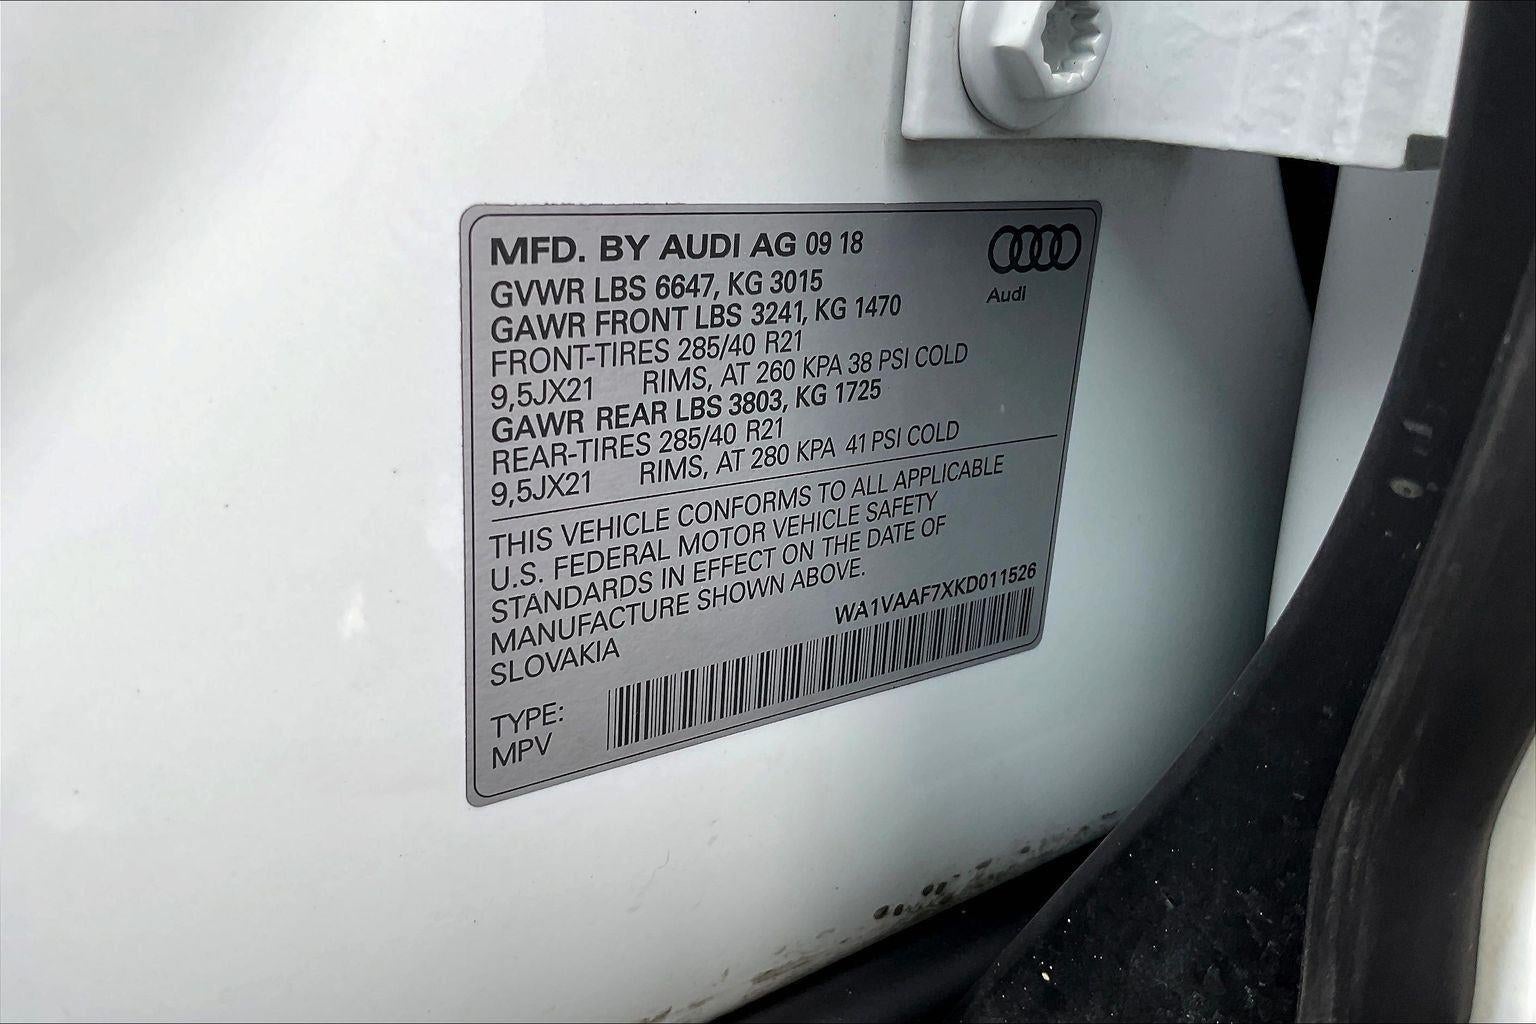 MFD. BY AUDI AG 09 18
GVWR LBS 6647, KG 3015
GAWR FRONT LBS 3241, KG 1470
FRONT-TIRES 285/40 R21
9,5JX21 RIMS, AT 260 KPA 38 PSI COLD
GAWR REAR LBS 3803, KG 1725
REAR-TIRES 285/40 R21
9,5JX21 RIMS, AT 280 KPA 41 PSI COLD
Audi
THIS VEHICLE CONFORMS TO ALL APPLICABLE
U.S. FEDERAL MOTOR VEHICLE SAFETY
STANDARDS IN EFFECT ON THE DATE OF
MANUFACTURE SHOWN ABOVE.
SLOVAKIA
WA1VAAF7XKD011526
TYPE:
MPV